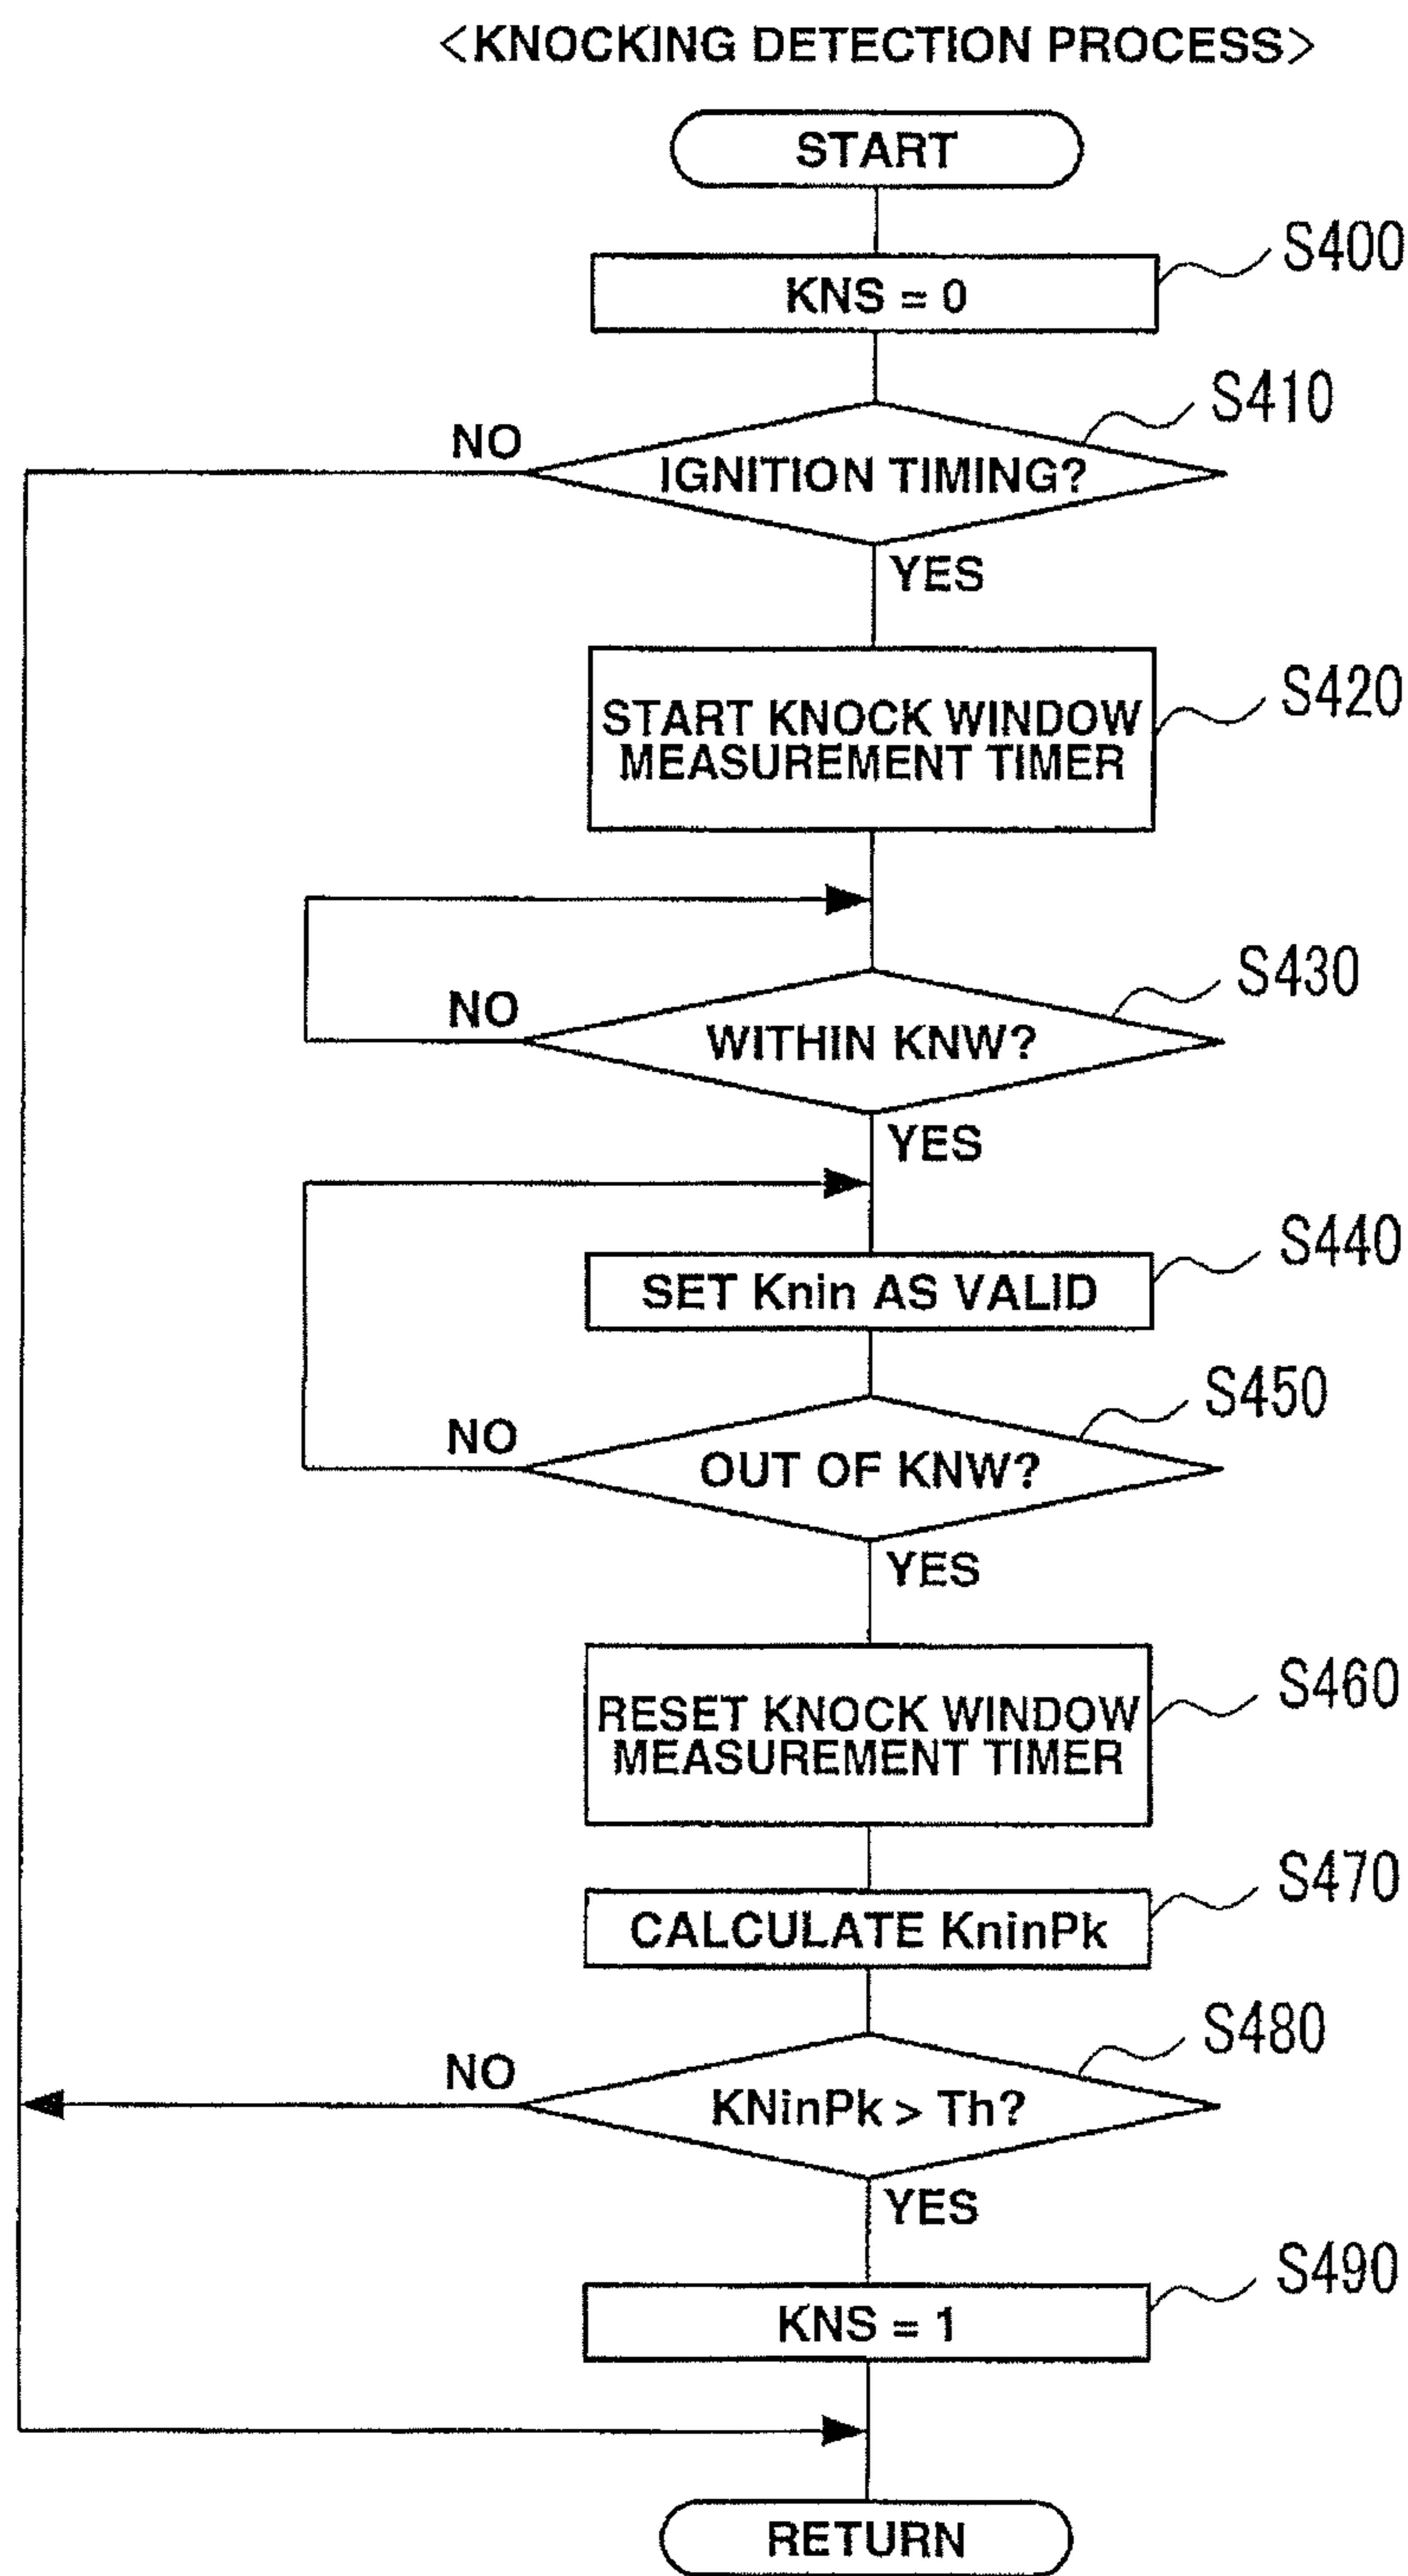 <KNOCKING DETECTION PROCESS>
START
S400
KNS = 0
S410
NO
IGNITION TIMING?
YES
S420
START KNOCK WINDOW
MEASUREMENT TIMER
S430
NO
WITHIN KNW?
YES
S440
SET Knin AS VALID
S450
NO
OUT OF KNW?
YES
S460
RESET KNOCK WINDOW
MEASUREMENT TIMER
S470
CALCULATE KninPk
S480
NO
KNinPk > Th?
YES
S490
KNS = 1
RETURN